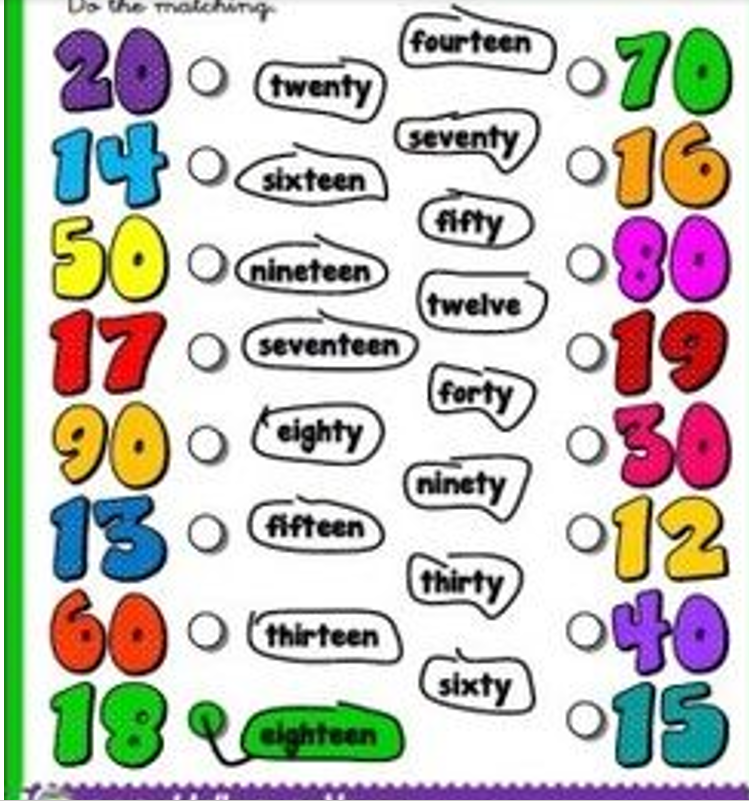 Do the matching.
fourteen
20 twenty 70
seventy
14 sixteen 16
fifty
50 nineteen 80
twelve
17 seventeen 19
forty
90 eighty 30
ninety
13 fifteen 12
thirty
60 thirteen 40
sixty
18 eighteen 15